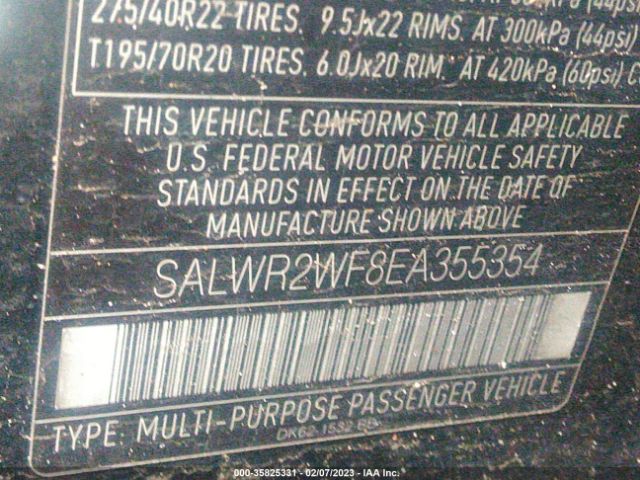 275/40R22 TIRES. 9.5Jx22 RIMS. AT 300kPa (44psi)
T195/70R20 TIRES. 6.0Jx20 RIM. AT 420kPa (60psi)
THIS VEHICLE CONFORMS TO ALL APPLICABLE
U.S. FEDERAL MOTOR VEHICLE SAFETY
STANDARDS IN EFFECT ON THE DATE OF
MANUFACTURE SHOWN ABOVE
SALWR2WF8EA355354
TYPE: MULTI-PURPOSE PASSENGER VEHICLE
000-35825331 - 02/07/2023 - IAA Inc.